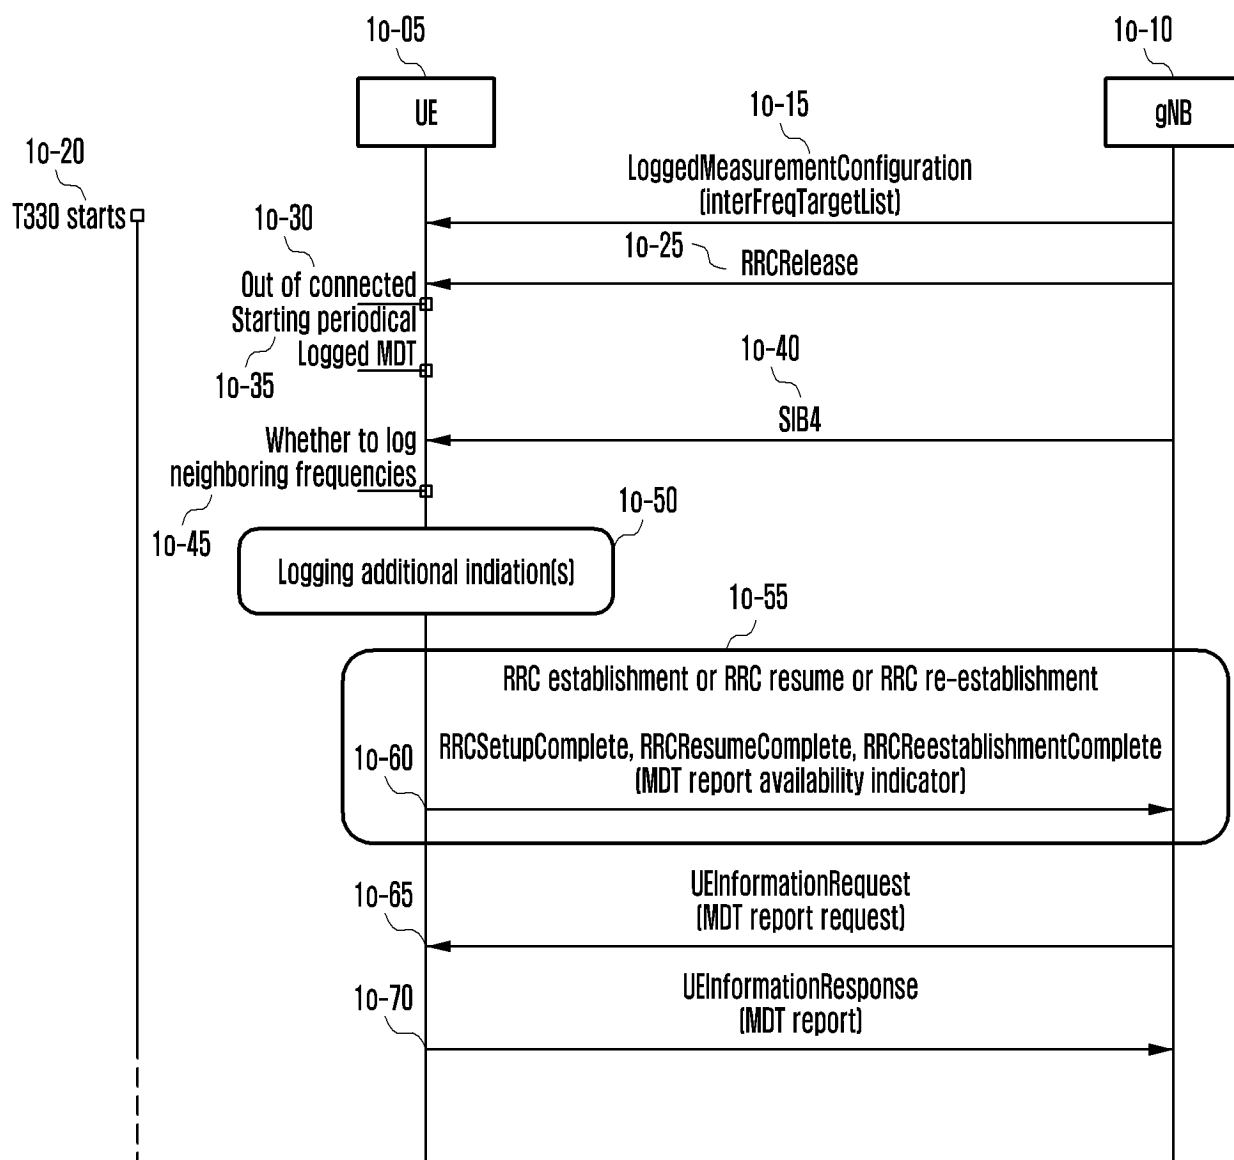 1o-05
1o-10
UE
gNB
1o-15
1o-20
LoggedMeasurementConfiguration
(interFreqTargetList)
T330 starts
1o-30
1o-25
RRCRelease
Out of connected
Starting periodical
Logged MDT
1o-35
1o-40
SIB4
Whether to log
neighboring frequencies
1o-45
1o-50
Logging additional indiation(s)
1o-55
RRC establishment or RRC resume or RRC re-establishment
RRCSetupComplete, RRCResumeComplete, RRCReestablishmentComplete
1o-60
(MDT report availability indicator)
UEInformationRequest
1o-65
(MDT report request)
UEInformationResponse
1o-70
(MDT report)